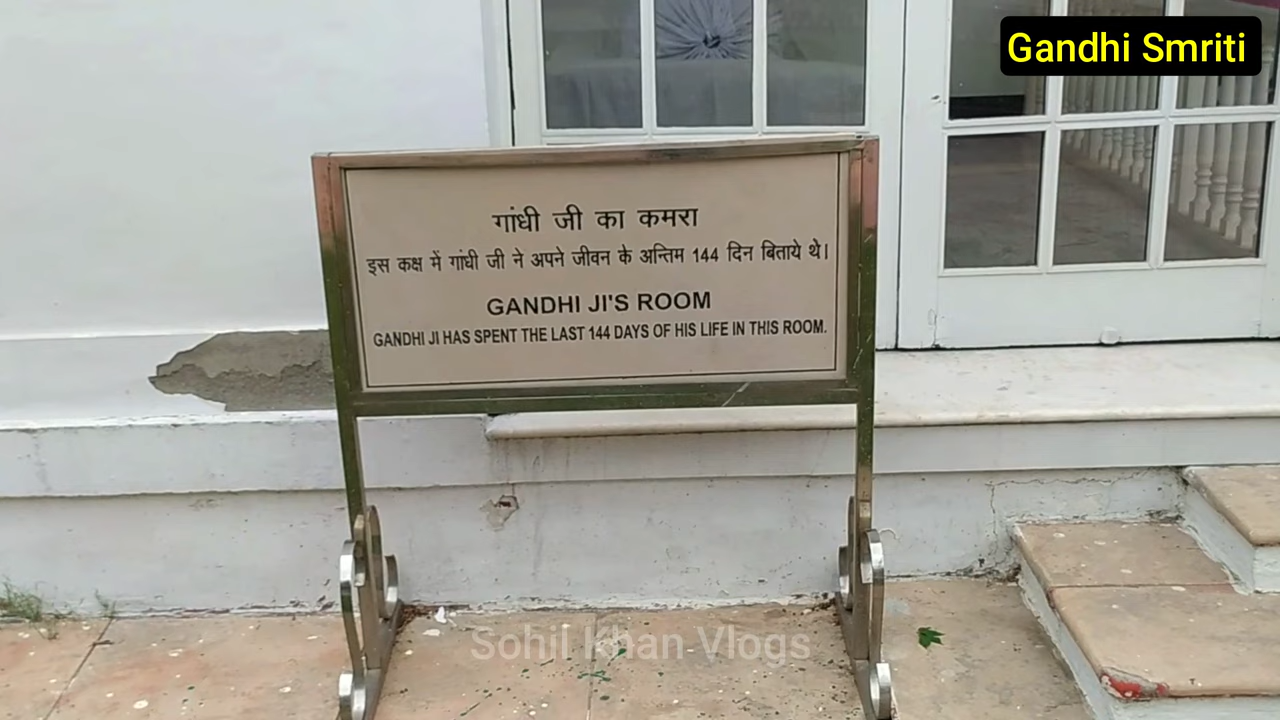 Gandhi Smriti
गांधी जी का कमरा
इस कक्ष में गांधी जी ने अपने जीवन के अन्तिम 144 दिन बिताये थे।
GANDHI JI'S ROOM
GANDHI JI HAS SPENT THE LAST 144 DAYS OF HIS LIFE IN THIS ROOM.
Sohil Khan Vlogs